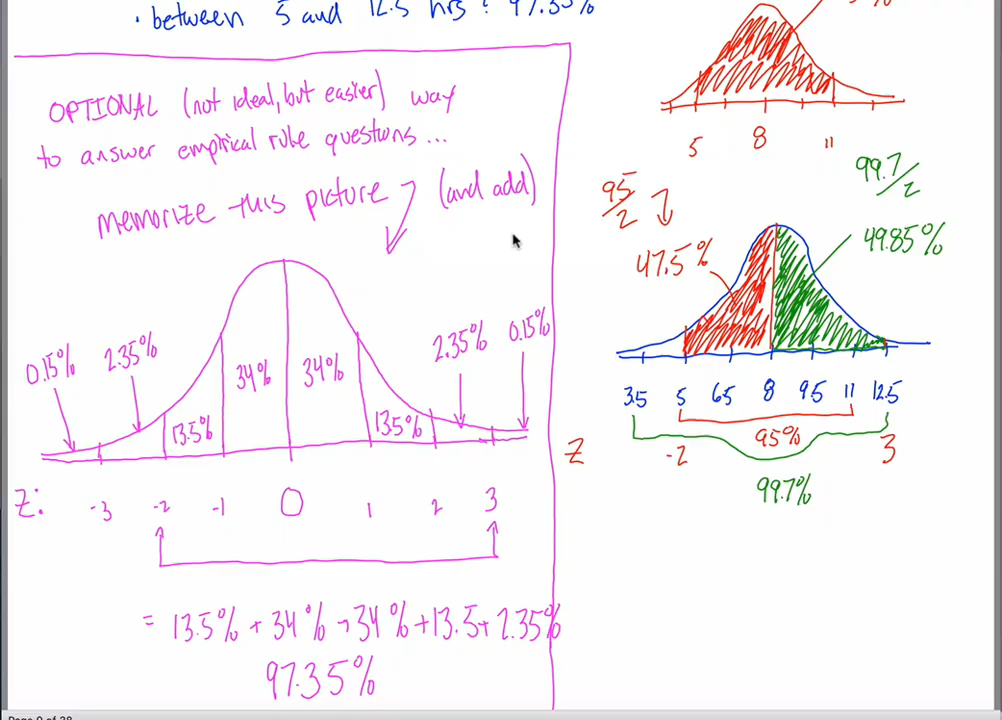 · between 5 and 12.5 hrs? 97.35%
OPTIONAL (not ideal, but easier) way
to answer empirical rule questions...
memorize this picture (and add)
0.15%
2.35%
34%
34%
13.5%
13.5%
2.35%
0.15%
Z: -3 -2 -1 0 1 2 3
= 13.5% + 34% + 34% + 13.5 + 2.35%
97.35%
5 8 11
95/2
99.7/2
47.5%
49.85%
3.5 5 6.5 8 9.5 11 12.5
95%
Z -2 3
99.7%